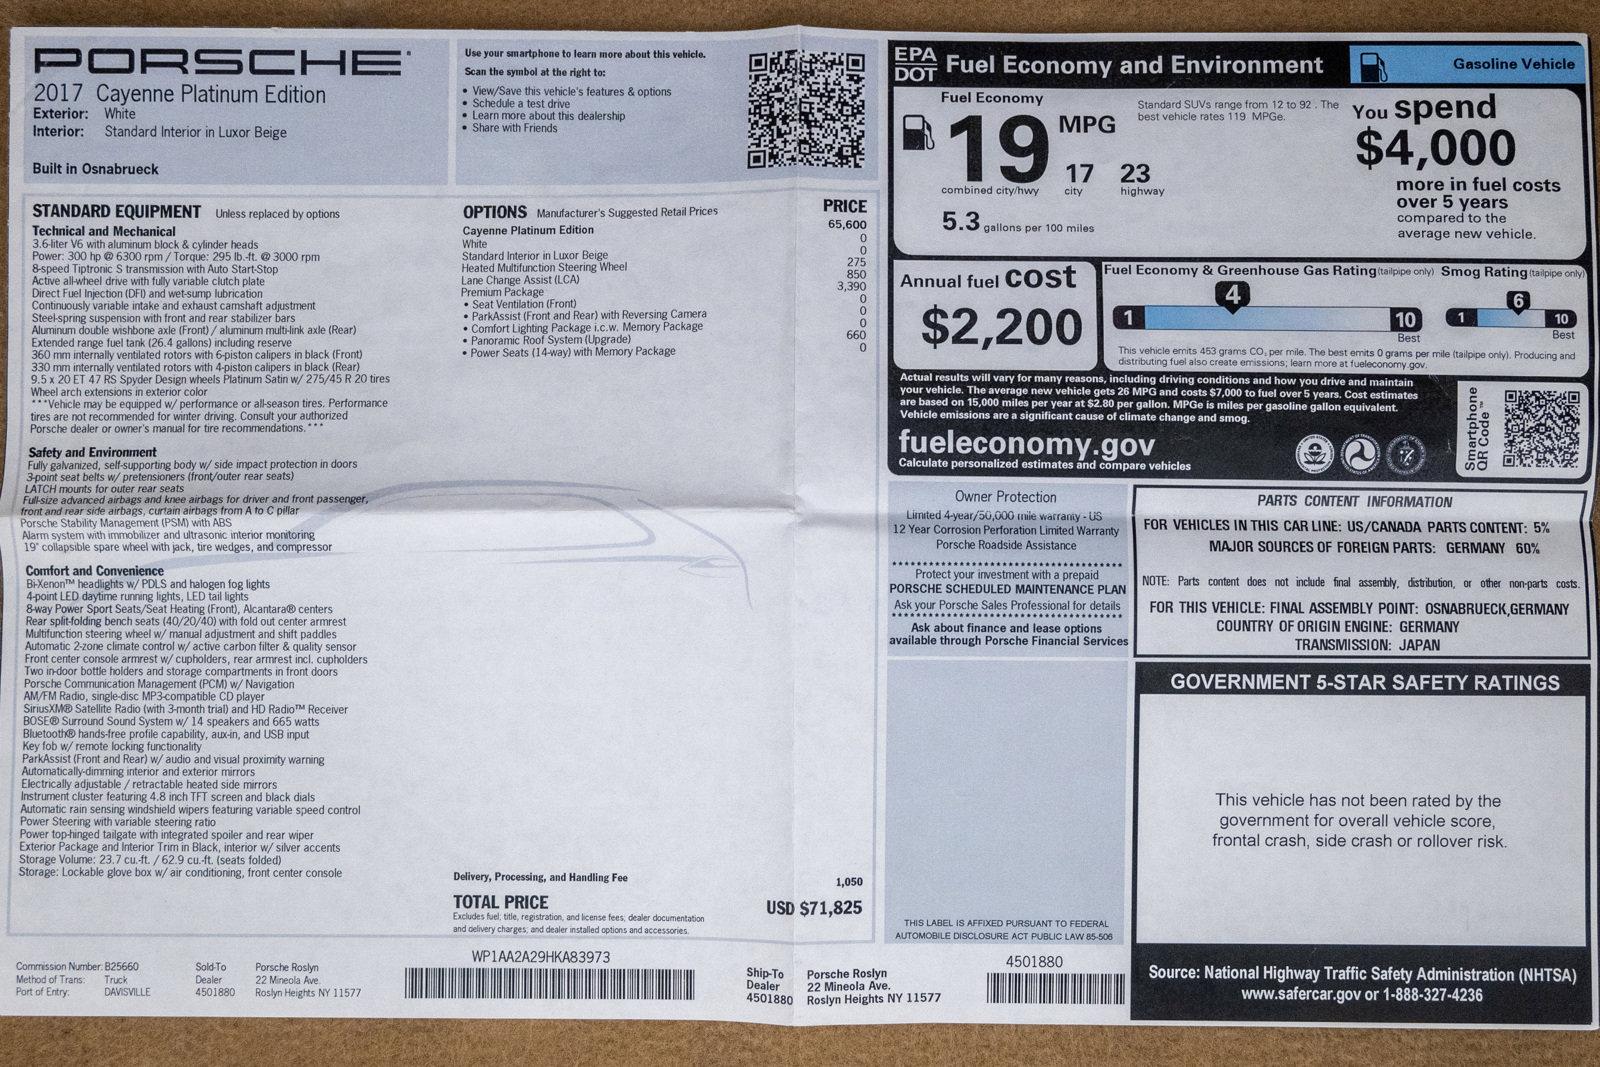 PORSCHE
2017 Cayenne Platinum Edition
Exterior: White
Interior: Standard Interior in Luxor Beige
Built in Osnabrueck
Use your smartphone to learn more about this vehicle.
Scan the symbol at the right to:
• View/Save this vehicle's features & options
• Schedule a test drive
• Learn more about this dealership
• Share with Friends
STANDARD EQUIPMENT Unless replaced by options
Technical and Mechanical
3.6-liter V6 with aluminum block & cylinder heads
Power: 300 hp @ 6300 rpm / Torque: 295 lb.-ft. @ 3000 rpm
8-speed Tiptronic S transmission with Auto Start-Stop
Active all-wheel drive with fully variable clutch plate
Direct Fuel Injection (DFI) and wet-sump lubrication
Continuously variable intake and exhaust camshaft adjustment
Steel-spring suspension with front and rear stabilizer bars
Aluminum double wishbone axle (Front) / aluminum multi-link axle (Rear)
Extended range fuel tank (26.4 gallons) including reserve
360 mm internally ventilated rotors with 6-piston calipers in black (Front)
330 mm internally ventilated rotors with 4-piston calipers in black (Rear)
9.5 x 20 ET 47 RS Spyder Design wheels Platinum Satin w/ 275/45 R 20 tires
Wheel arch extensions in exterior color
***Vehicle may be equipped w/ performance or all-season tires. Performance
tires are not recommended for winter driving. Consult your authorized
Porsche dealer or owner's manual for tire recommendations.***
Safety and Environment
Fully galvanized, self-supporting body w/ side impact protection in doors
3-point seat belts w/ pretensioners (front/outer rear seats)
LATCH mounts for outer rear seats
Full-size advanced airbags and knee airbags for driver and front passenger,
front and rear side airbags, curtain airbags from A to C pillar
Porsche Stability Management (PSM) with ABS
Alarm system with immobilizer and ultrasonic interior monitoring
19" collapsible spare wheel with jack, tire wedges, and compressor
Comfort and Convenience
Bi-Xenon™ headlights w/ PDLS and halogen fog lights
4-point LED daytime running lights, LED tail lights
8-way Power Sport Seats/Seat Heating (Front), Alcantara® centers
Rear split-folding bench seats (40/20/40) with fold out center armrest
Multifunction steering wheel w/ manual adjustment and shift paddles
Automatic 2-zone climate control w/ active carbon filter & quality sensor
Front center console armrest w/ cupholders, rear armrest incl. cupholders
Two in-door bottle holders and storage compartments in front doors
Porsche Communication Management (PCM) w/ Navigation
AM/FM Radio, single-disc MP3-compatible CD player
SiriusXM® Satellite Radio (with 3-month trial) and HD Radio™ Receiver
BOSE® Surround Sound System w/ 14 speakers and 665 watts
Bluetooth® hands-free profile capability, aux-in, and USB input
Key fob w/ remote locking functionality
ParkAssist (Front and Rear) w/ audio and visual proximity warning
Automatically-dimming interior and exterior mirrors
Electrically adjustable / retractable heated side mirrors
Instrument cluster featuring 4.8 inch TFT screen and black dials
Automatic rain sensing windshield wipers featuring variable speed control
Power Steering with variable steering ratio
Power top-hinged tailgate with integrated spoiler and rear wiper
Exterior Package and Interior Trim in Black, interior w/ silver accents
Storage Volume: 23.7 cu.-ft. / 62.9 cu.-ft. (seats folded)
Storage: Lockable glove box w/ air conditioning, front center console
OPTIONS Manufacturer's Suggested Retail Prices PRICE
Cayenne Platinum Edition 65,600
White 0
Standard Interior in Luxor Beige 0
Heated Multifunction Steering Wheel 275
Lane Change Assist (LCA) 850
Premium Package 3,390
• Seat Ventilation (Front) 0
• ParkAssist (Front and Rear) with Reversing Camera 0
• Comfort Lighting Package i.c.w. Memory Package 0
• Panoramic Roof System (Upgrade) 660
• Power Seats (14-way) with Memory Package 0
Delivery, Processing, and Handling Fee 1,050
TOTAL PRICE USD $71,825
Excludes fuel; title, registration, and license fees; dealer documentation
and delivery charges; and dealer installed options and accessories.
Commission Number: B25660
Method of Trans: Truck
Port of Entry: DAVISVILLE
Sold-To Porsche Roslyn
Dealer 22 Mineola Ave.
4501880 Roslyn Heights NY 11577
WP1AA2A29HKA83973
Ship-To Porsche Roslyn
Dealer 22 Mineola Ave.
4501880 Roslyn Heights NY 11577
4501880
EPA
DOT
Fuel Economy and Environment
Gasoline Vehicle
Fuel Economy
19 MPG
combined city/hwy
17
city
23
highway
5.3 gallons per 100 miles
Standard SUVs range from 12 to 92 . The
best vehicle rates 119 MPGe.
You spend
$4,000
more in fuel costs
over 5 years
compared to the
average new vehicle.
Annual fuel cost
$2,200
Fuel Economy & Greenhouse Gas Rating (tailpipe only)
4
1 10
Best
Smog Rating (tailpipe only)
6
1 10
Best
This vehicle emits 453 grams CO2 per mile. The best emits 0 grams per mile (tailpipe only). Producing and
distributing fuel also create emissions; learn more at fueleconomy.gov.
Actual results will vary for many reasons, including driving conditions and how you drive and maintain
your vehicle. The average new vehicle gets 26 MPG and costs $7,000 to fuel over 5 years. Cost estimates
are based on 15,000 miles per year at $2.80 per gallon. MPGe is miles per gasoline gallon equivalent.
Vehicle emissions are a significant cause of climate change and smog.
fueleconomy.gov
Calculate personalized estimates and compare vehicles
Smartphone
QR Code™
Owner Protection
Limited 4-year/50,000 mile warranty - US
12 Year Corrosion Perforation Limited Warranty
Porsche Roadside Assistance
Protect your investment with a prepaid
PORSCHE SCHEDULED MAINTENANCE PLAN
Ask your Porsche Sales Professional for details
Ask about finance and lease options
available through Porsche Financial Services
THIS LABEL IS AFFIXED PURSUANT TO FEDERAL
AUTOMOBILE DISCLOSURE ACT PUBLIC LAW 85-506
PARTS CONTENT INFORMATION
FOR VEHICLES IN THIS CAR LINE: US/CANADA PARTS CONTENT: 5%
MAJOR SOURCES OF FOREIGN PARTS: GERMANY 60%
NOTE: Parts content does not include final assembly, distribution, or other non-parts costs.
FOR THIS VEHICLE: FINAL ASSEMBLY POINT: OSNABRUECK,GERMANY
COUNTRY OF ORIGIN ENGINE: GERMANY
TRANSMISSION: JAPAN
GOVERNMENT 5-STAR SAFETY RATINGS
This vehicle has not been rated by the
government for overall vehicle score,
frontal crash, side crash or rollover risk.
Source: National Highway Traffic Safety Administration (NHTSA)
www.safercar.gov or 1-888-327-4236